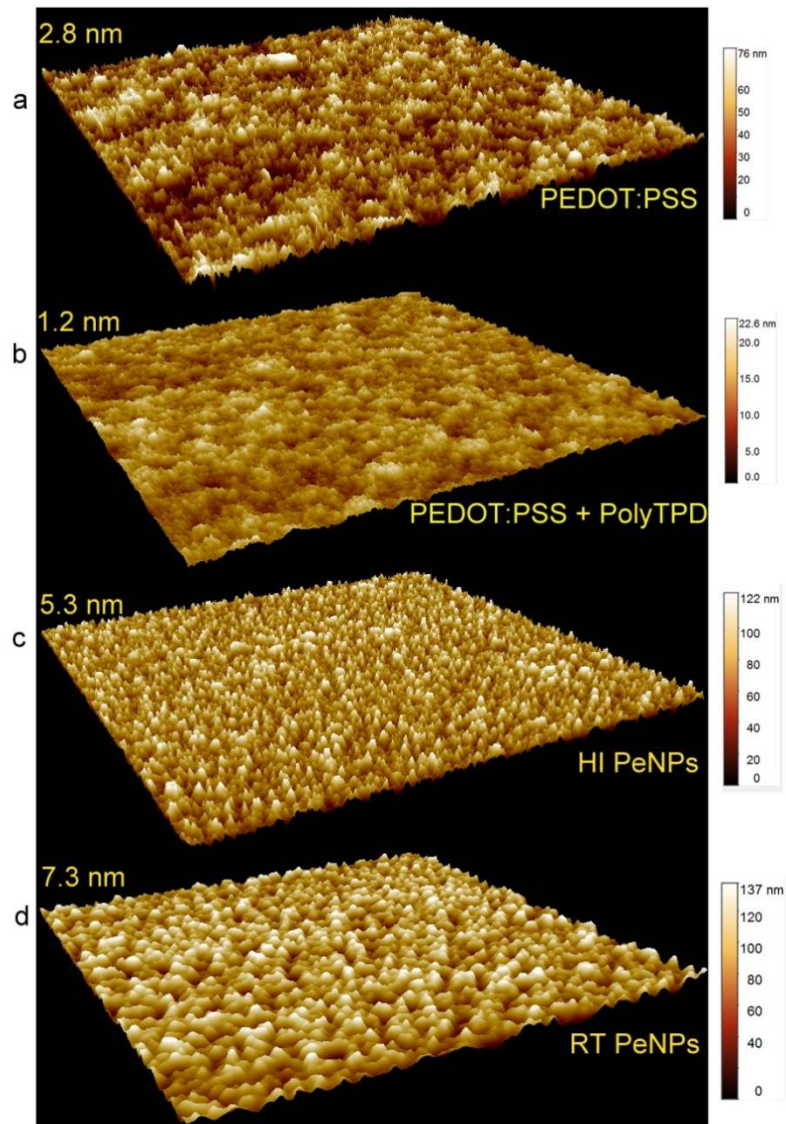 2.8 nm
a
PEDOT:PSS
76 nm
60
50
40
30
20
0
1.2 nm
b
PEDOT:PSS + PolyTPD
22.6 nm
20.0
15.0
10.0
5.0
0.0
5.3 nm
c
HI PeNPs
122 nm
100
80
60
40
20
0
7.3 nm
d
RT PeNPs
137 nm
120
100
80
60
40
0